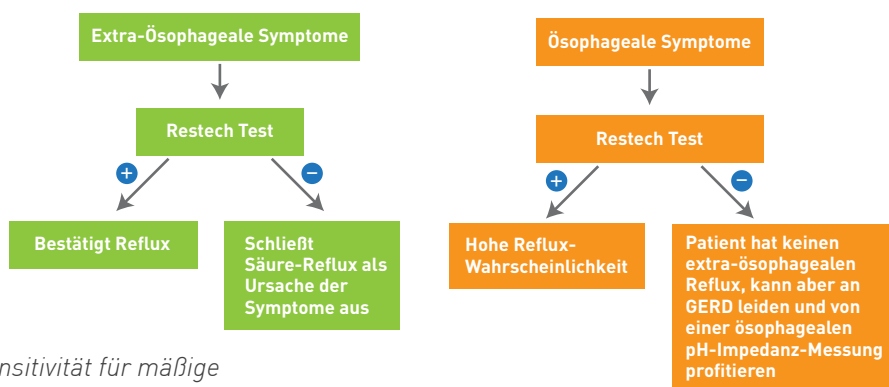 Extra-Ösophageale Symptome
Restech Test
+
–
Bestätigt Reflux
Schließt
Säure-Reflux als
Ursache der
Symptome aus
Ösophageale Symptome
Restech Test
+
–
Hohe Reflux-
Wahrscheinlichkeit
Patient hat keinen
extra-ösophagealen
Reflux, kann aber an
GERD leiden und von
einer ösophagealen
pH-Impedanz-Messung
profitieren
nsitivität für mäßige